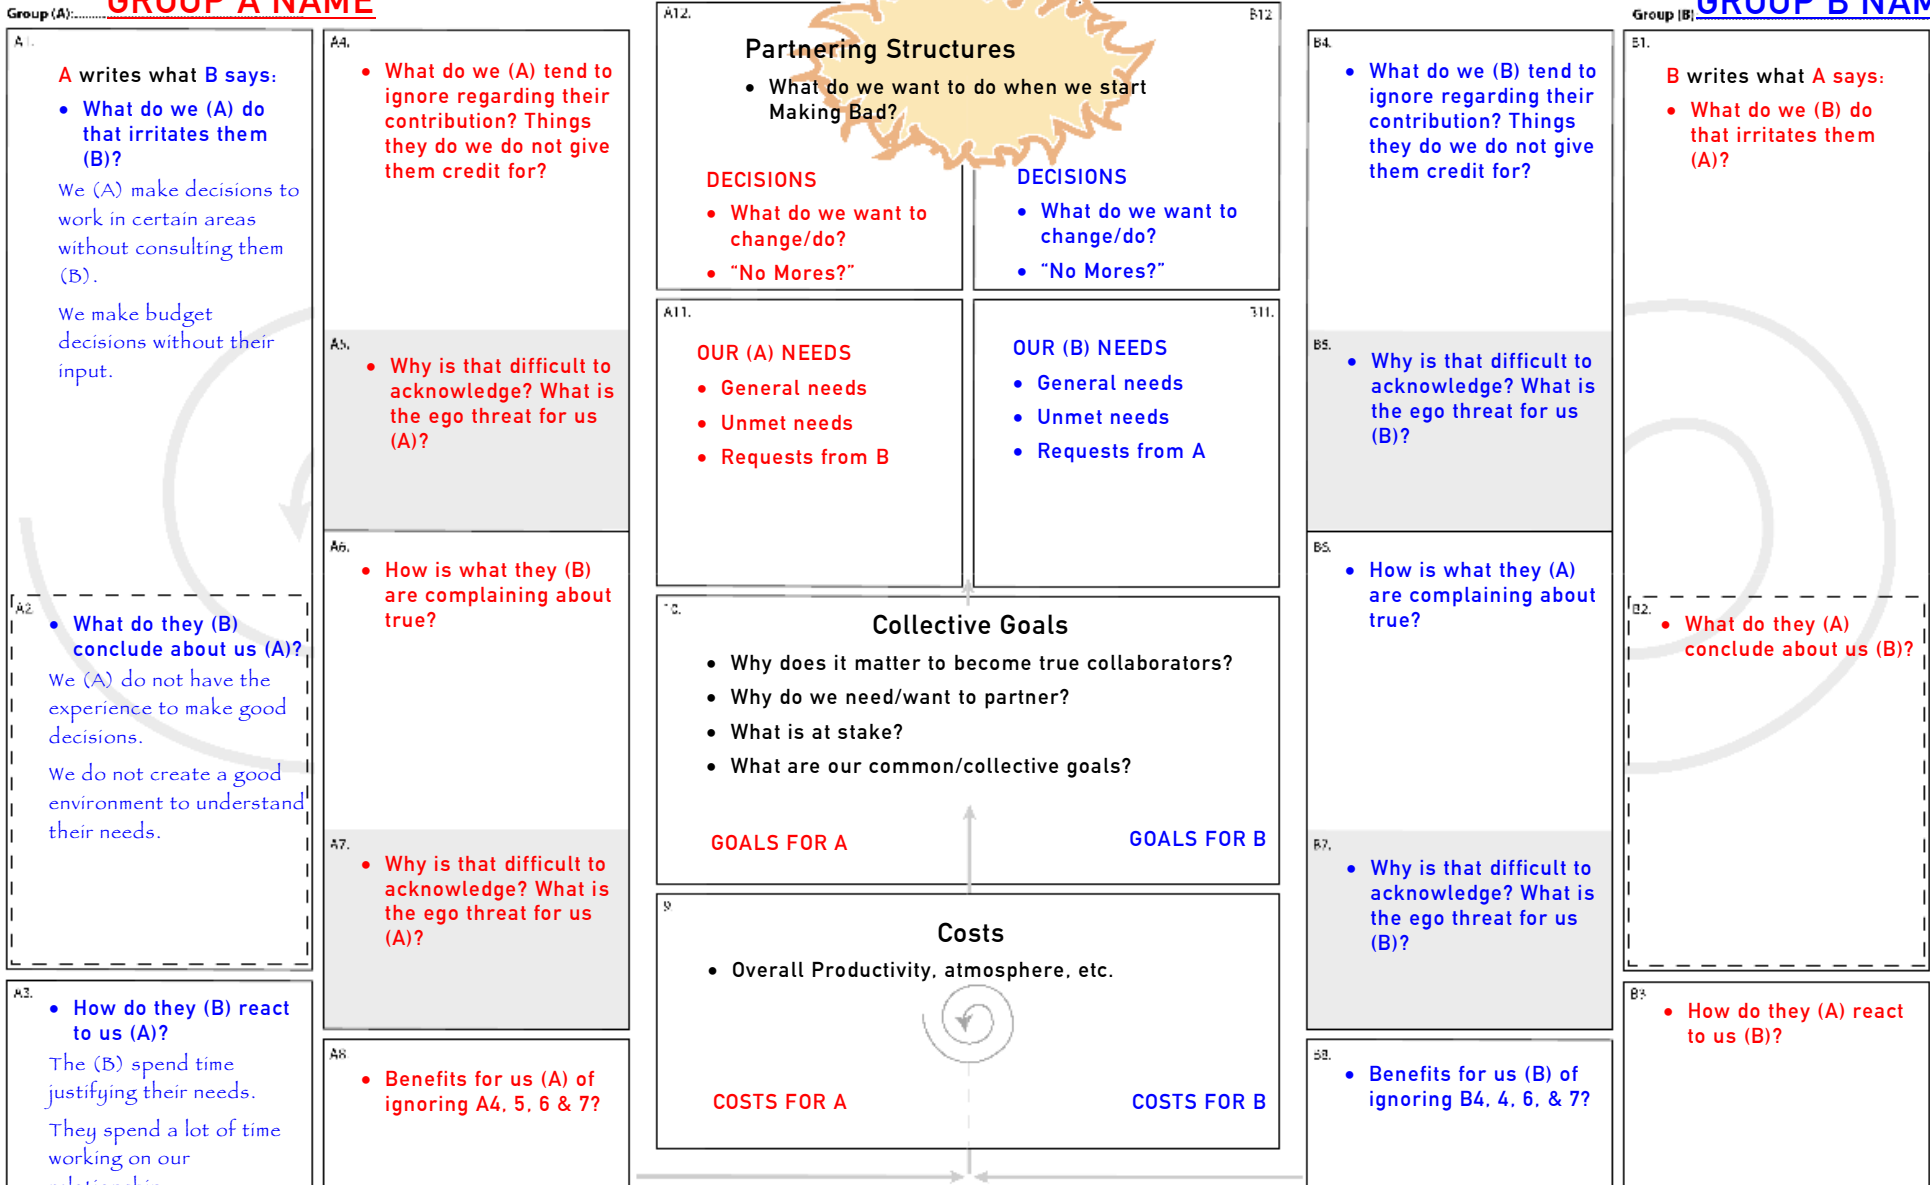 Group (A):
GROUP A NAME
A1.
A writes what B says:
• What do we (A) do
that irritates them
(B)?
We (A) make decisions to
work in certain areas
without consulting them
(B).
We make budget
decisions without their
input.
A2.
• What do they (B)
conclude about us (A)?
We (A) do not have the
experience to make good
decisions.
We do not create a good
environment to understand
their needs.
A3.
• How do they (B) react
to us (A)?
The (B) spend time
justifying their needs.
They spend a lot of time
working on our
relationship
A4.
• What do we (A) tend to
ignore regarding their
contribution? Things
they do we do not give
them credit for?
A5.
• Why is that difficult to
acknowledge? What is
the ego threat for us
(A)?
A6.
• How is what they (B)
are complaining about
true?
A7.
• Why is that difficult to
acknowledge? What is
the ego threat for us
(A)?
A8
• Benefits for us (A) of
ignoring A4, 5, 6 & 7?
A12.
B12
Partnering Structures
• What do we want to do when we start
Making Bad?
DECISIONS
• What do we want to
change/do?
• “No Mores?”
DECISIONS
• What do we want to
change/do?
• “No Mores?”
A11.
OUR (A) NEEDS
• General needs
• Unmet needs
• Requests from B
B11.
OUR (B) NEEDS
• General needs
• Unmet needs
• Requests from A
10.
Collective Goals
• Why does it matter to become true collaborators?
• Why do we need/want to partner?
• What is at stake?
• What are our common/collective goals?
GOALS FOR A
GOALS FOR B
9.
Costs
• Overall Productivity, atmosphere, etc.
COSTS FOR A
COSTS FOR B
B4.
• What do we (B) tend to
ignore regarding their
contribution? Things
they do we do not give
them credit for?
B5.
• Why is that difficult to
acknowledge? What is
the ego threat for us
(B)?
B6.
• How is what they (A)
are complaining about
true?
B7.
• Why is that difficult to
acknowledge? What is
the ego threat for us
(B)?
B8.
• Benefits for us (B) of
ignoring B4, 4, 6, & 7?
Group (B)
GROUP B NAM
B1.
B writes what A says:
• What do we (B) do
that irritates them
(A)?
B2.
• What do they (A)
conclude about us (B)?
B3
• How do they (A) react
to us (B)?